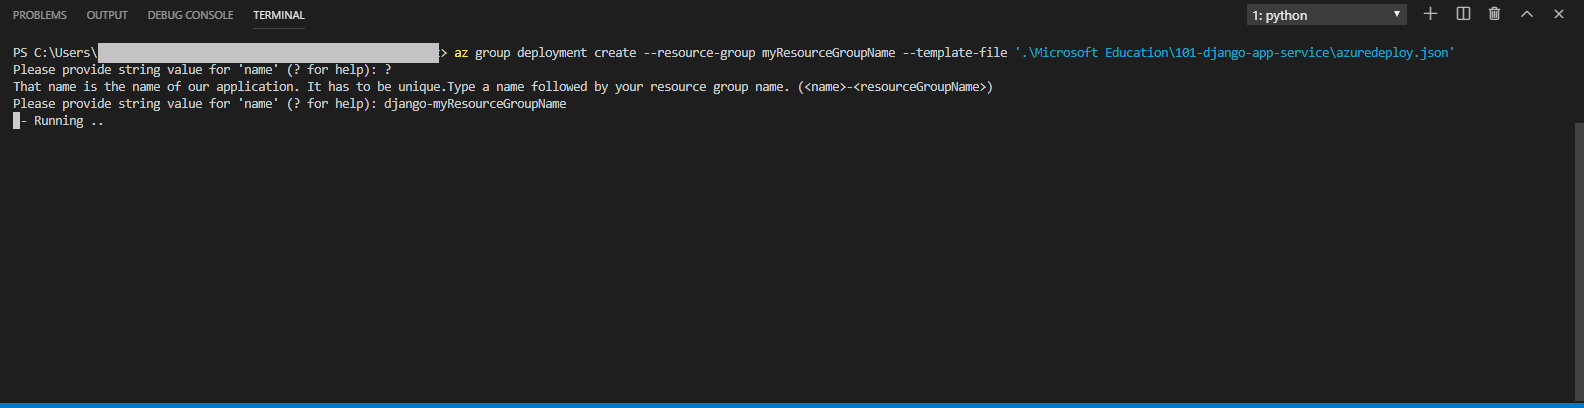 PROBLEMS OUTPUT DEBUG CONSOLE TERMINAL 1: python
PS C:\Users\ > az group deployment create --resource-group myResourceGroupName --template-file '.\Microsoft Education\101-django-app-service\azuredeploy.json'
Please provide string value for 'name' (? for help): ?
That name is the name of our application. It has to be unique.Type a name followed by your resource group name. (<name>-<resourceGroupName>)
Please provide string value for 'name' (? for help): django-myResourceGroupName
- Running ..